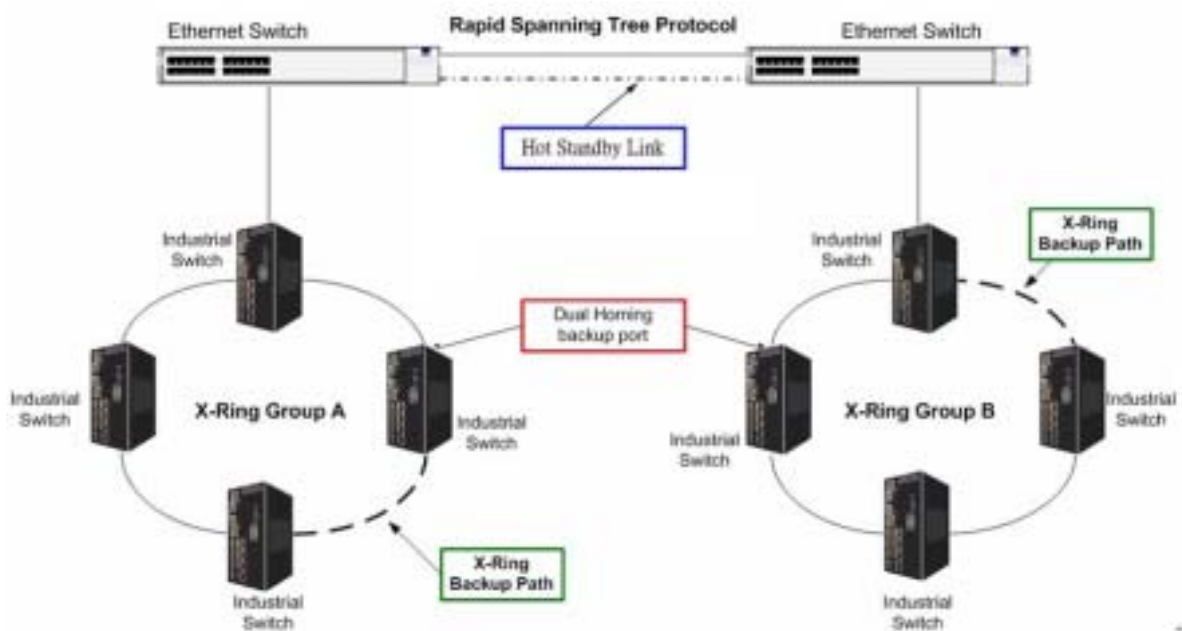 Rapid Spanning Tree Protocol
Ethernet Switch
Ethernet Switch
Hot Standby Link
Industrial
Switch
Industrial
Switch
X-Ring
Backup Path
Dual Homing
backup port
Industrial
Switch
X-Ring Group A
Industrial
Switch
Industrial
Switch
X-Ring Group B
Industrial
Switch
X-Ring
Backup Path
Industrial
Switch
Industrial
Switch